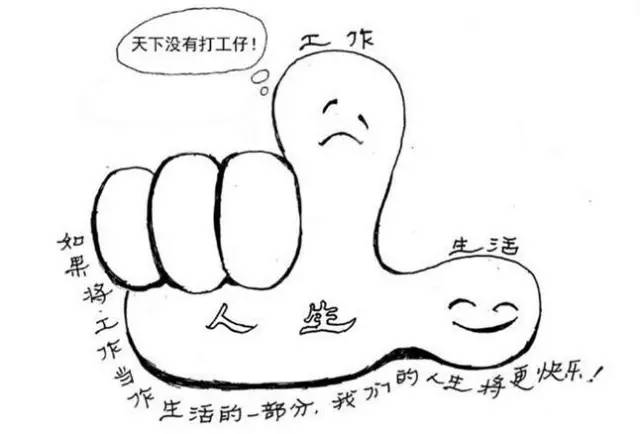 天下没有打工仔！
工作
生活
人生
如果将工作当作生活的一部分，我们的人生将更快乐！